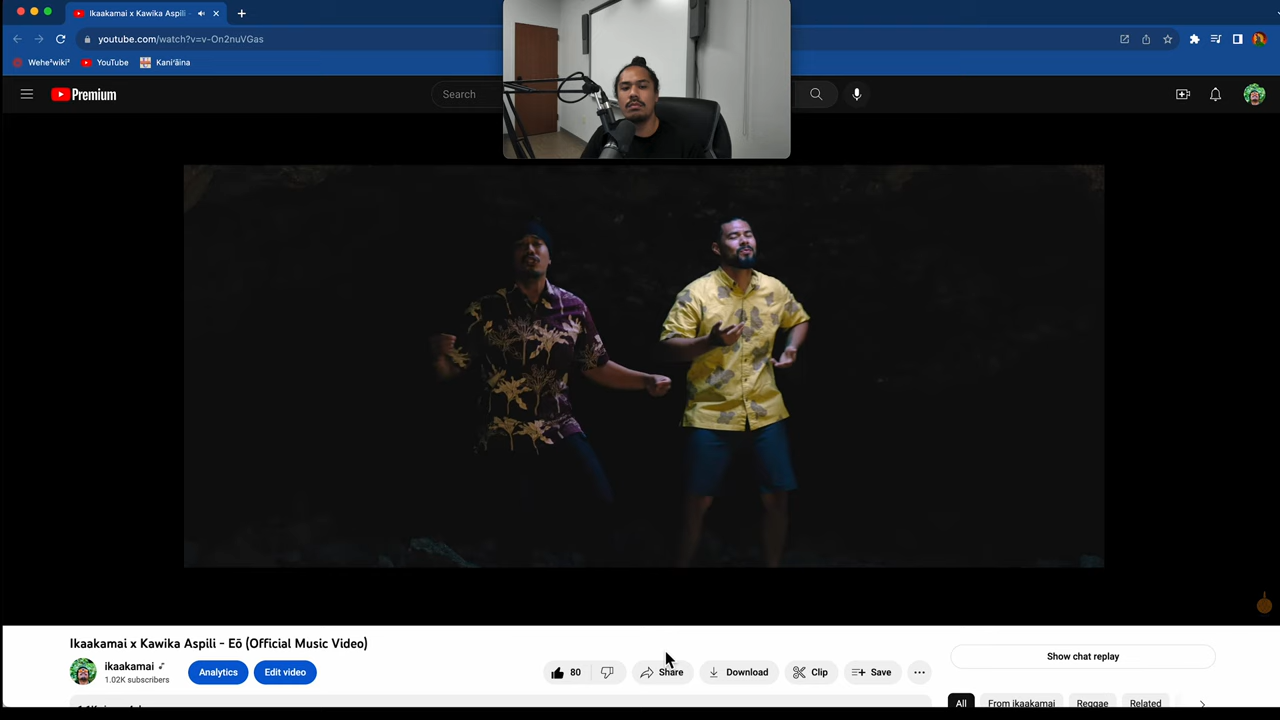 Ikaakamai x Kawika Aspili -
youtube.com/watch?v=v-On2nuVGas
Wehe²wiki² YouTube Kaniʻāina
Premium
Search
Ikaakamai x Kawika Aspili - Eō (Official Music Video)
ikaakamai
1.02K subscribers
Analytics
Edit video
80
Share
Download
Clip
Save
Show chat replay
All
From ikaakamai
Reggae
Related